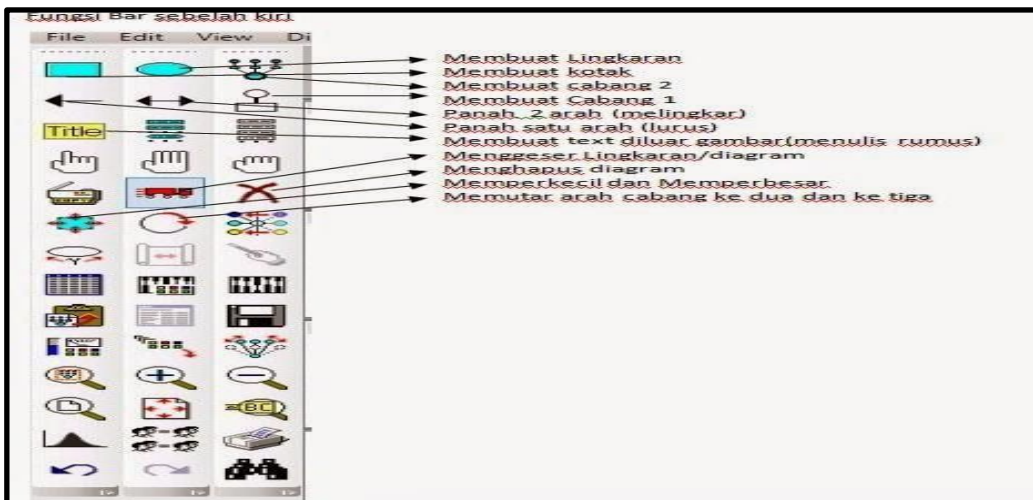 Fungsi Bar sebelah kiri
File Edit View Di
Membuat Lingkaran
Membuat kotak
Membuat cabang 2
Membuat Cabang 1
Panah 2 arah (melingkar)
Panah satu arah (lurus)
Title
Membuat text diluar gambar(menulis rumus)
Menggeser Lingkaran/diagram
Menghapus diagram
Memperkecil dan Memperbesar
Memutar arah cabang ke dua dan ke tiga